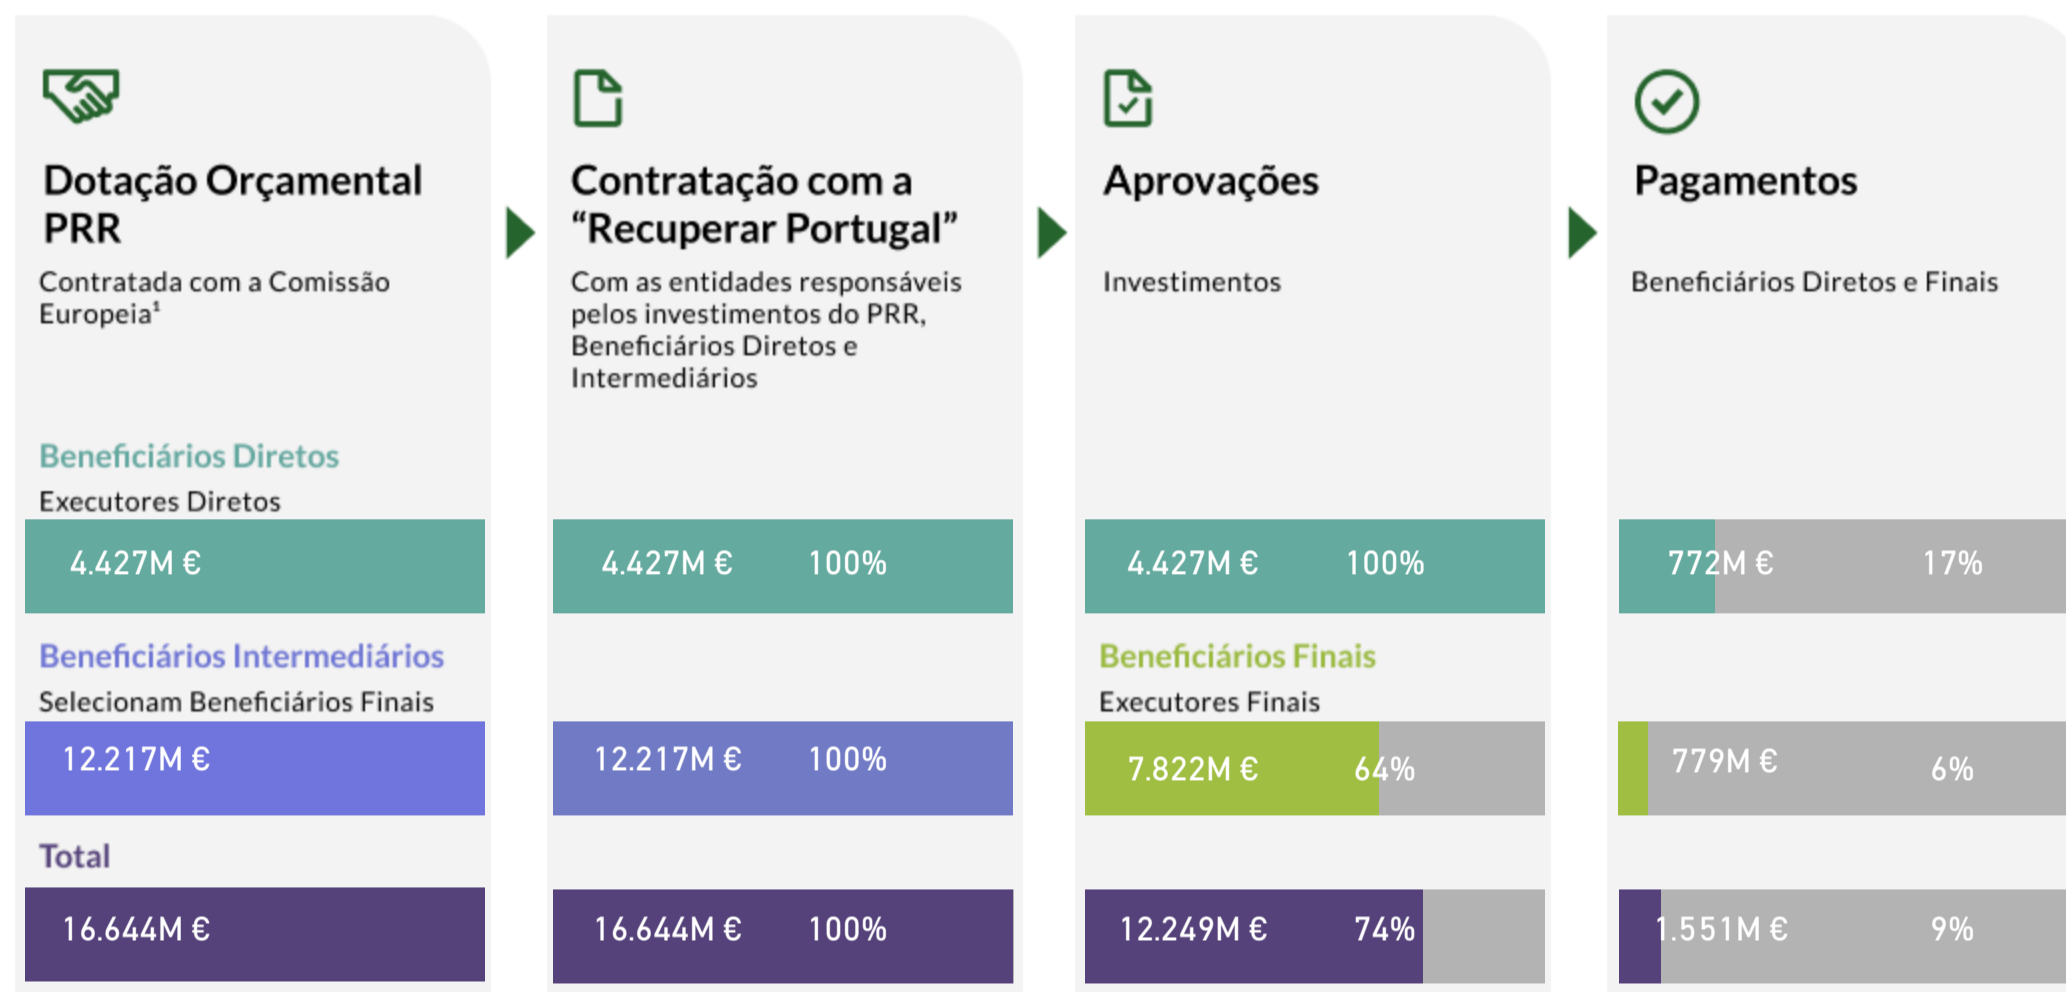 Dotação Orçamental
PRR
Contratada com a Comissão
Europeia¹
Contratação com a
“Recuperar Portugal”
Com as entidades responsáveis
pelos investimentos do PRR,
Beneficiários Diretos e
Intermediários
Aprovações
Investimentos
Pagamentos
Beneficiários Diretos e Finais
Beneficiários Diretos
Executores Diretos
4.427M €
4.427M € 100%
4.427M € 100%
772M € 17%
Beneficiários Intermediários
Selecionam Beneficiários Finais
Beneficiários Finais
Executores Finais
12.217M €
12.217M € 100%
7.822M € 64%
779M € 6%
Total
16.644M €
16.644M € 100%
12.249M € 74%
1.551M € 9%